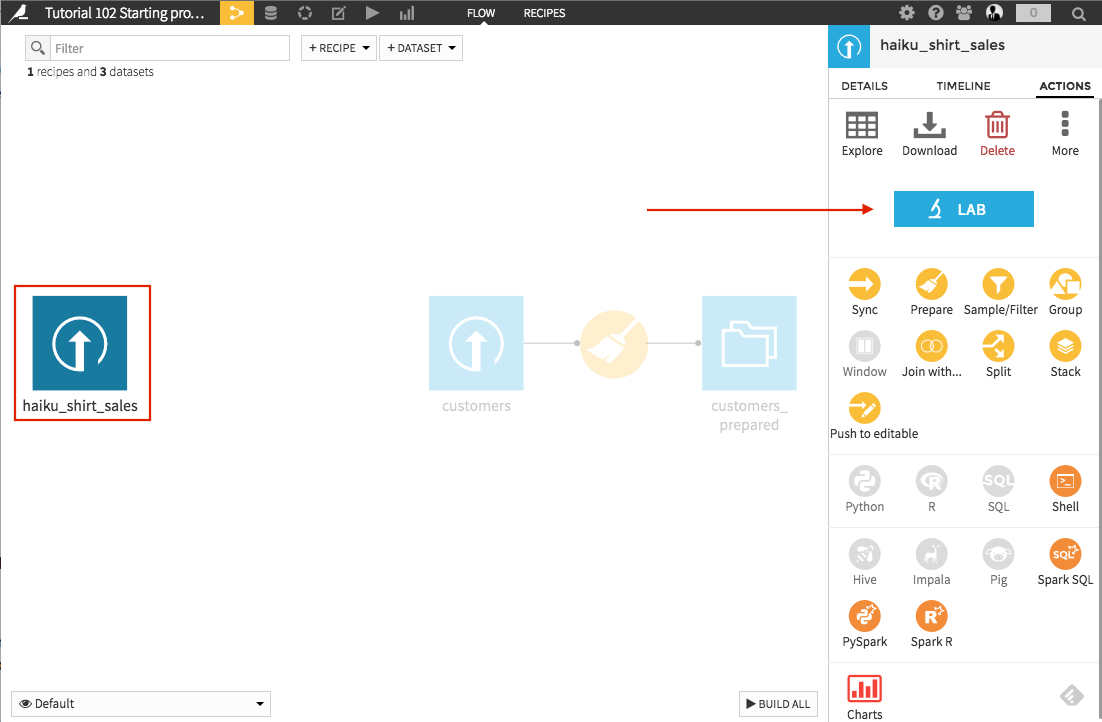 Tutorial 102 Starting pro...
FLOW
RECIPES
0
Filter
+ RECIPE
+ DATASET
1 recipes and 3 datasets
haiku_shirt_sales
DETAILS
TIMELINE
ACTIONS
Explore
Download
Delete
More
LAB
Sync
Prepare
Sample/Filter
Group
Window
Join with...
Split
Stack
Push to editable
Python
R
SQL
SQL
Shell
Hive
Impala
Pig
SQL
Spark SQL
PySpark
R
Spark R
Charts
haiku_shirt_sales
customers
customers_
prepared
Default
BUILD ALL